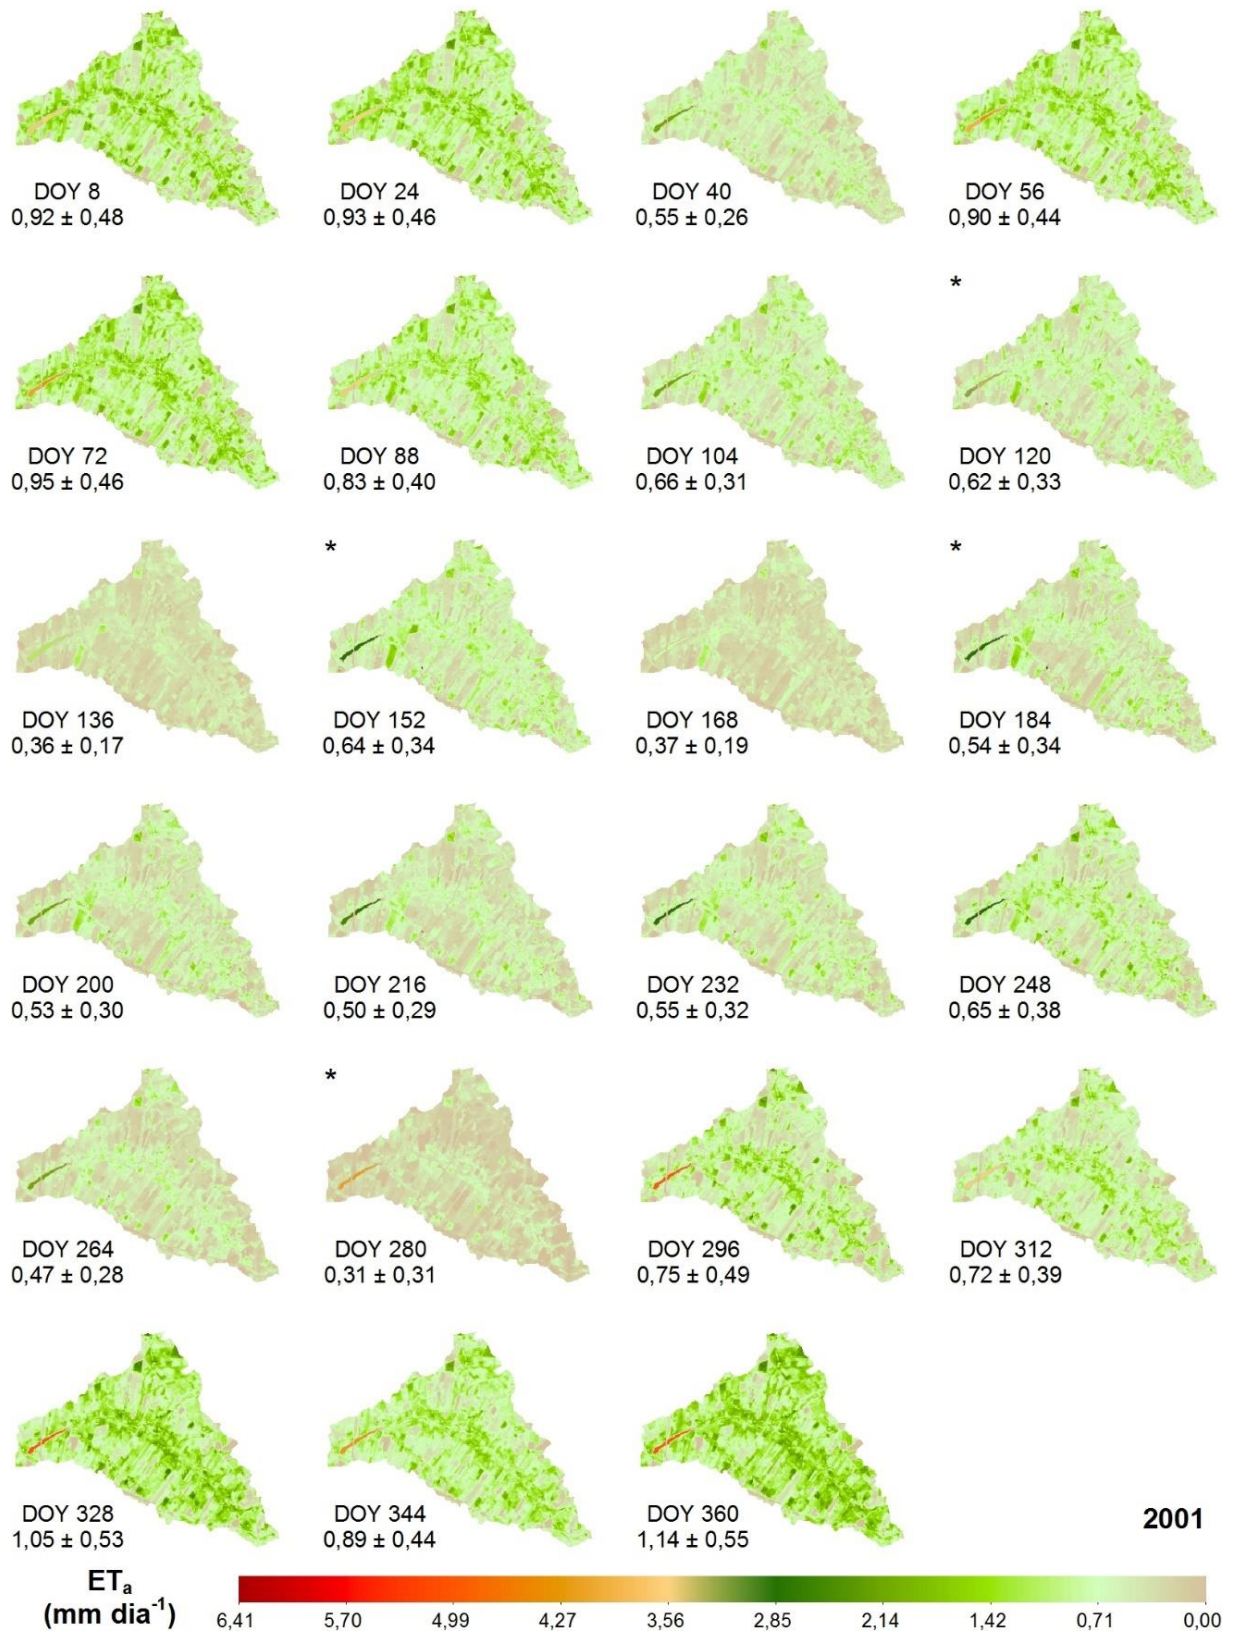 DOY 8 DOY 24 DOY 40 DOY 56
0,92 ± 0,48 0,93 ± 0,46 0,55 ± 0,26 0,90 ± 0,44
*
DOY 72 DOY 88 DOY 104 DOY 120
0,95 ± 0,46 0,83 ± 0,40 0,66 ± 0,31 0,62 ± 0,33
* *
DOY 136 DOY 152 DOY 168 DOY 184
0,36 ± 0,17 0,64 ± 0,34 0,37 ± 0,19 0,54 ± 0,34
DOY 200 DOY 216 DOY 232 DOY 248
0,53 ± 0,30 0,50 ± 0,29 0,55 ± 0,32 0,65 ± 0,38
*
DOY 264 DOY 280 DOY 296 DOY 312
0,47 ± 0,28 0,31 ± 0,31 0,75 ± 0,49 0,72 ± 0,39
DOY 328 DOY 344 DOY 360 2001
1,05 ± 0,53 0,89 ± 0,44 1,14 ± 0,55
ETₐ
(mm dia⁻¹)
6,41 5,70 4,99 4,27 3,56 2,85 2,14 1,42 0,71 0,00